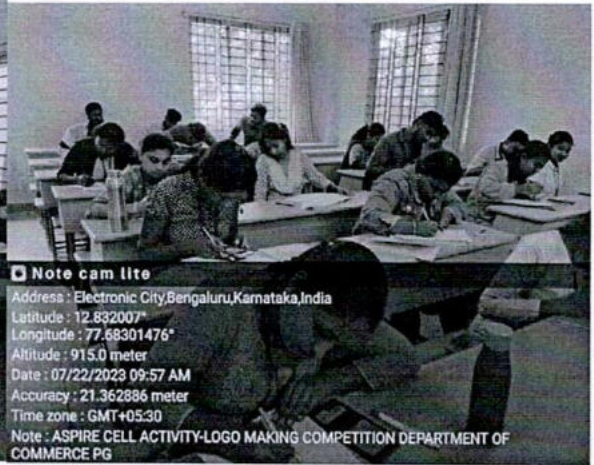 Note cam lite
Address : Electronic City,Bengaluru,Karnataka,India
Latitude : 12.832007°
Longitude : 77.68301476°
Altitude : 915.0 meter
Date : 07/22/2023 09:57 AM
Accuracy : 21.362886 meter
Time zone : GMT+05:30
Note : ASPIRE CELL ACTIVITY-LOGO MAKING COMPETITION DEPARTMENT OF
COMMERCE PG